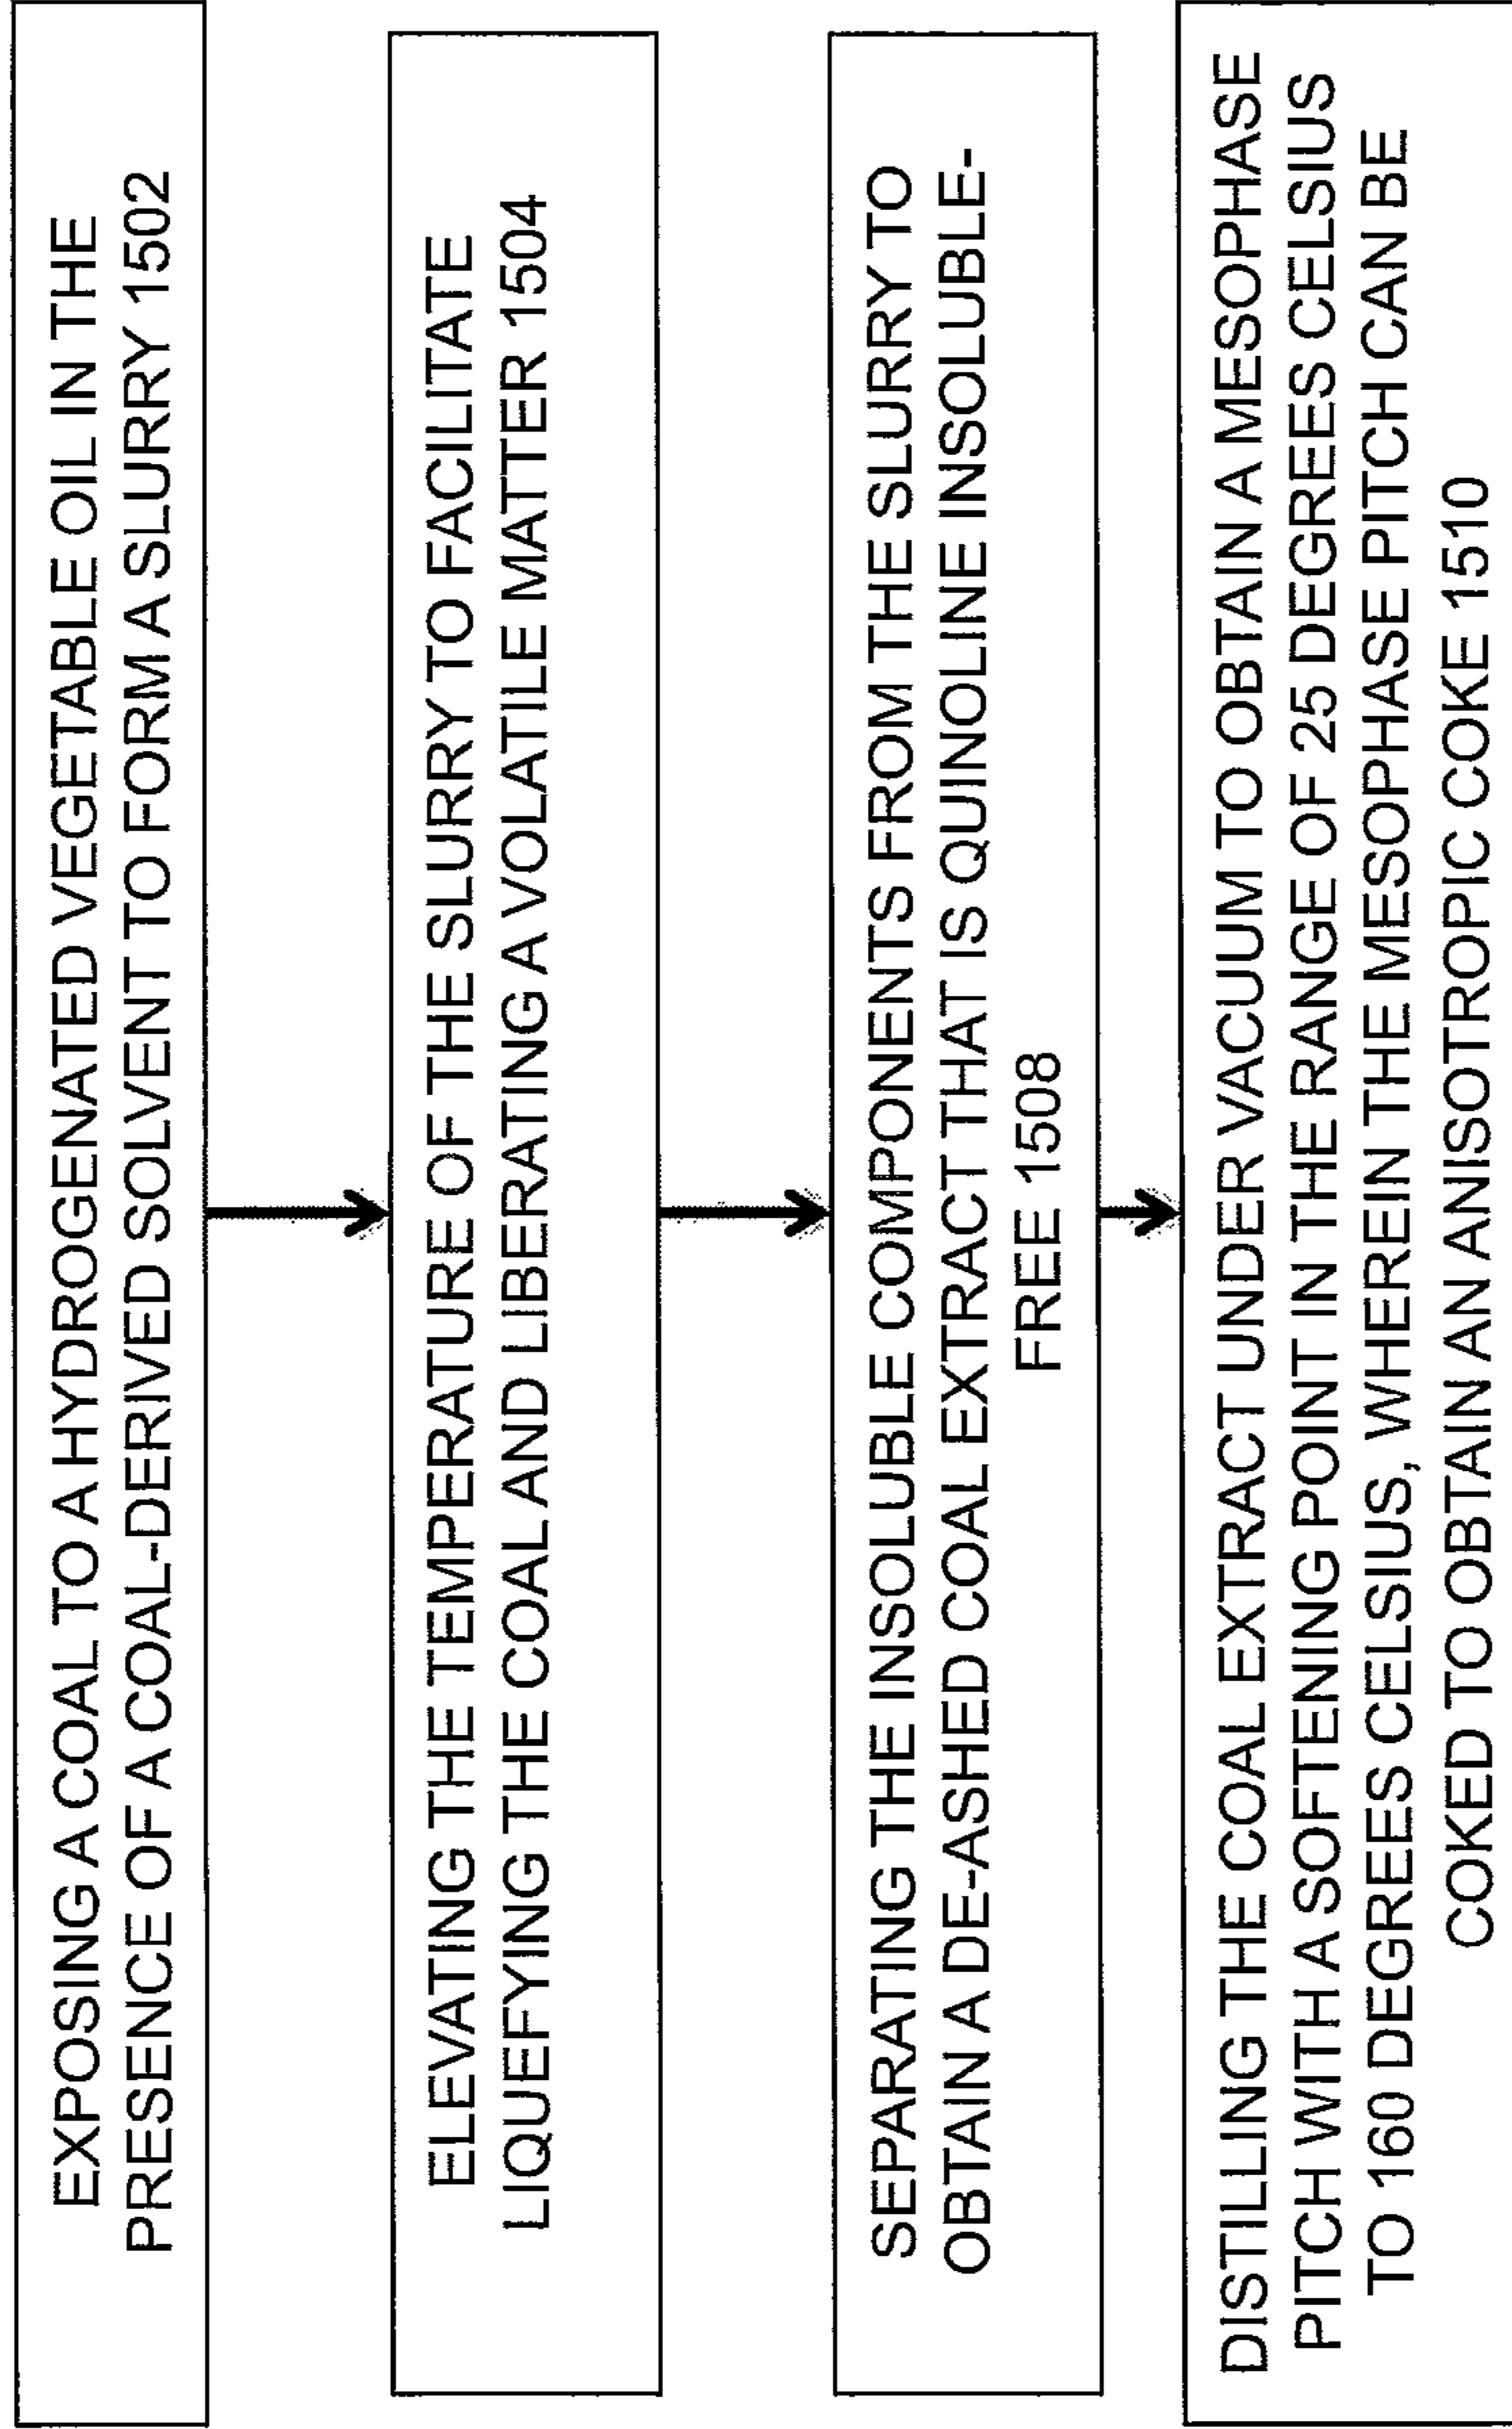 EXPOSING A COAL TO A HYDROGENATED VEGETABLE OIL IN THE
PRESENCE OF A COAL-DERIVED SOLVENT TO FORM A SLURRY 1502
ELEVATING THE TEMPERATURE OF THE SLURRY TO FACILITATE
LIQUEFYING THE COAL AND LIBERATING A VOLATILE MATTER 1504
SEPARATING THE INSOLUBLE COMPONENTS FROM THE SLURRY TO
OBTAIN A DE-ASHED COAL EXTRACT THAT IS QUINOLINE INSOLUBLE-
FREE 1508
DISTILLING THE COAL EXTRACT UNDER VACUUM TO OBTAIN A MESOPHASE
PITCH WITH A SOFTENING POINT IN THE RANGE OF 25 DEGREES CELSIUS
TO 160 DEGREES CELSIUS, WHEREIN THE MESOPHASE PITCH CAN BE
COKED TO OBTAIN AN ANISOTROPIC COKE 1510